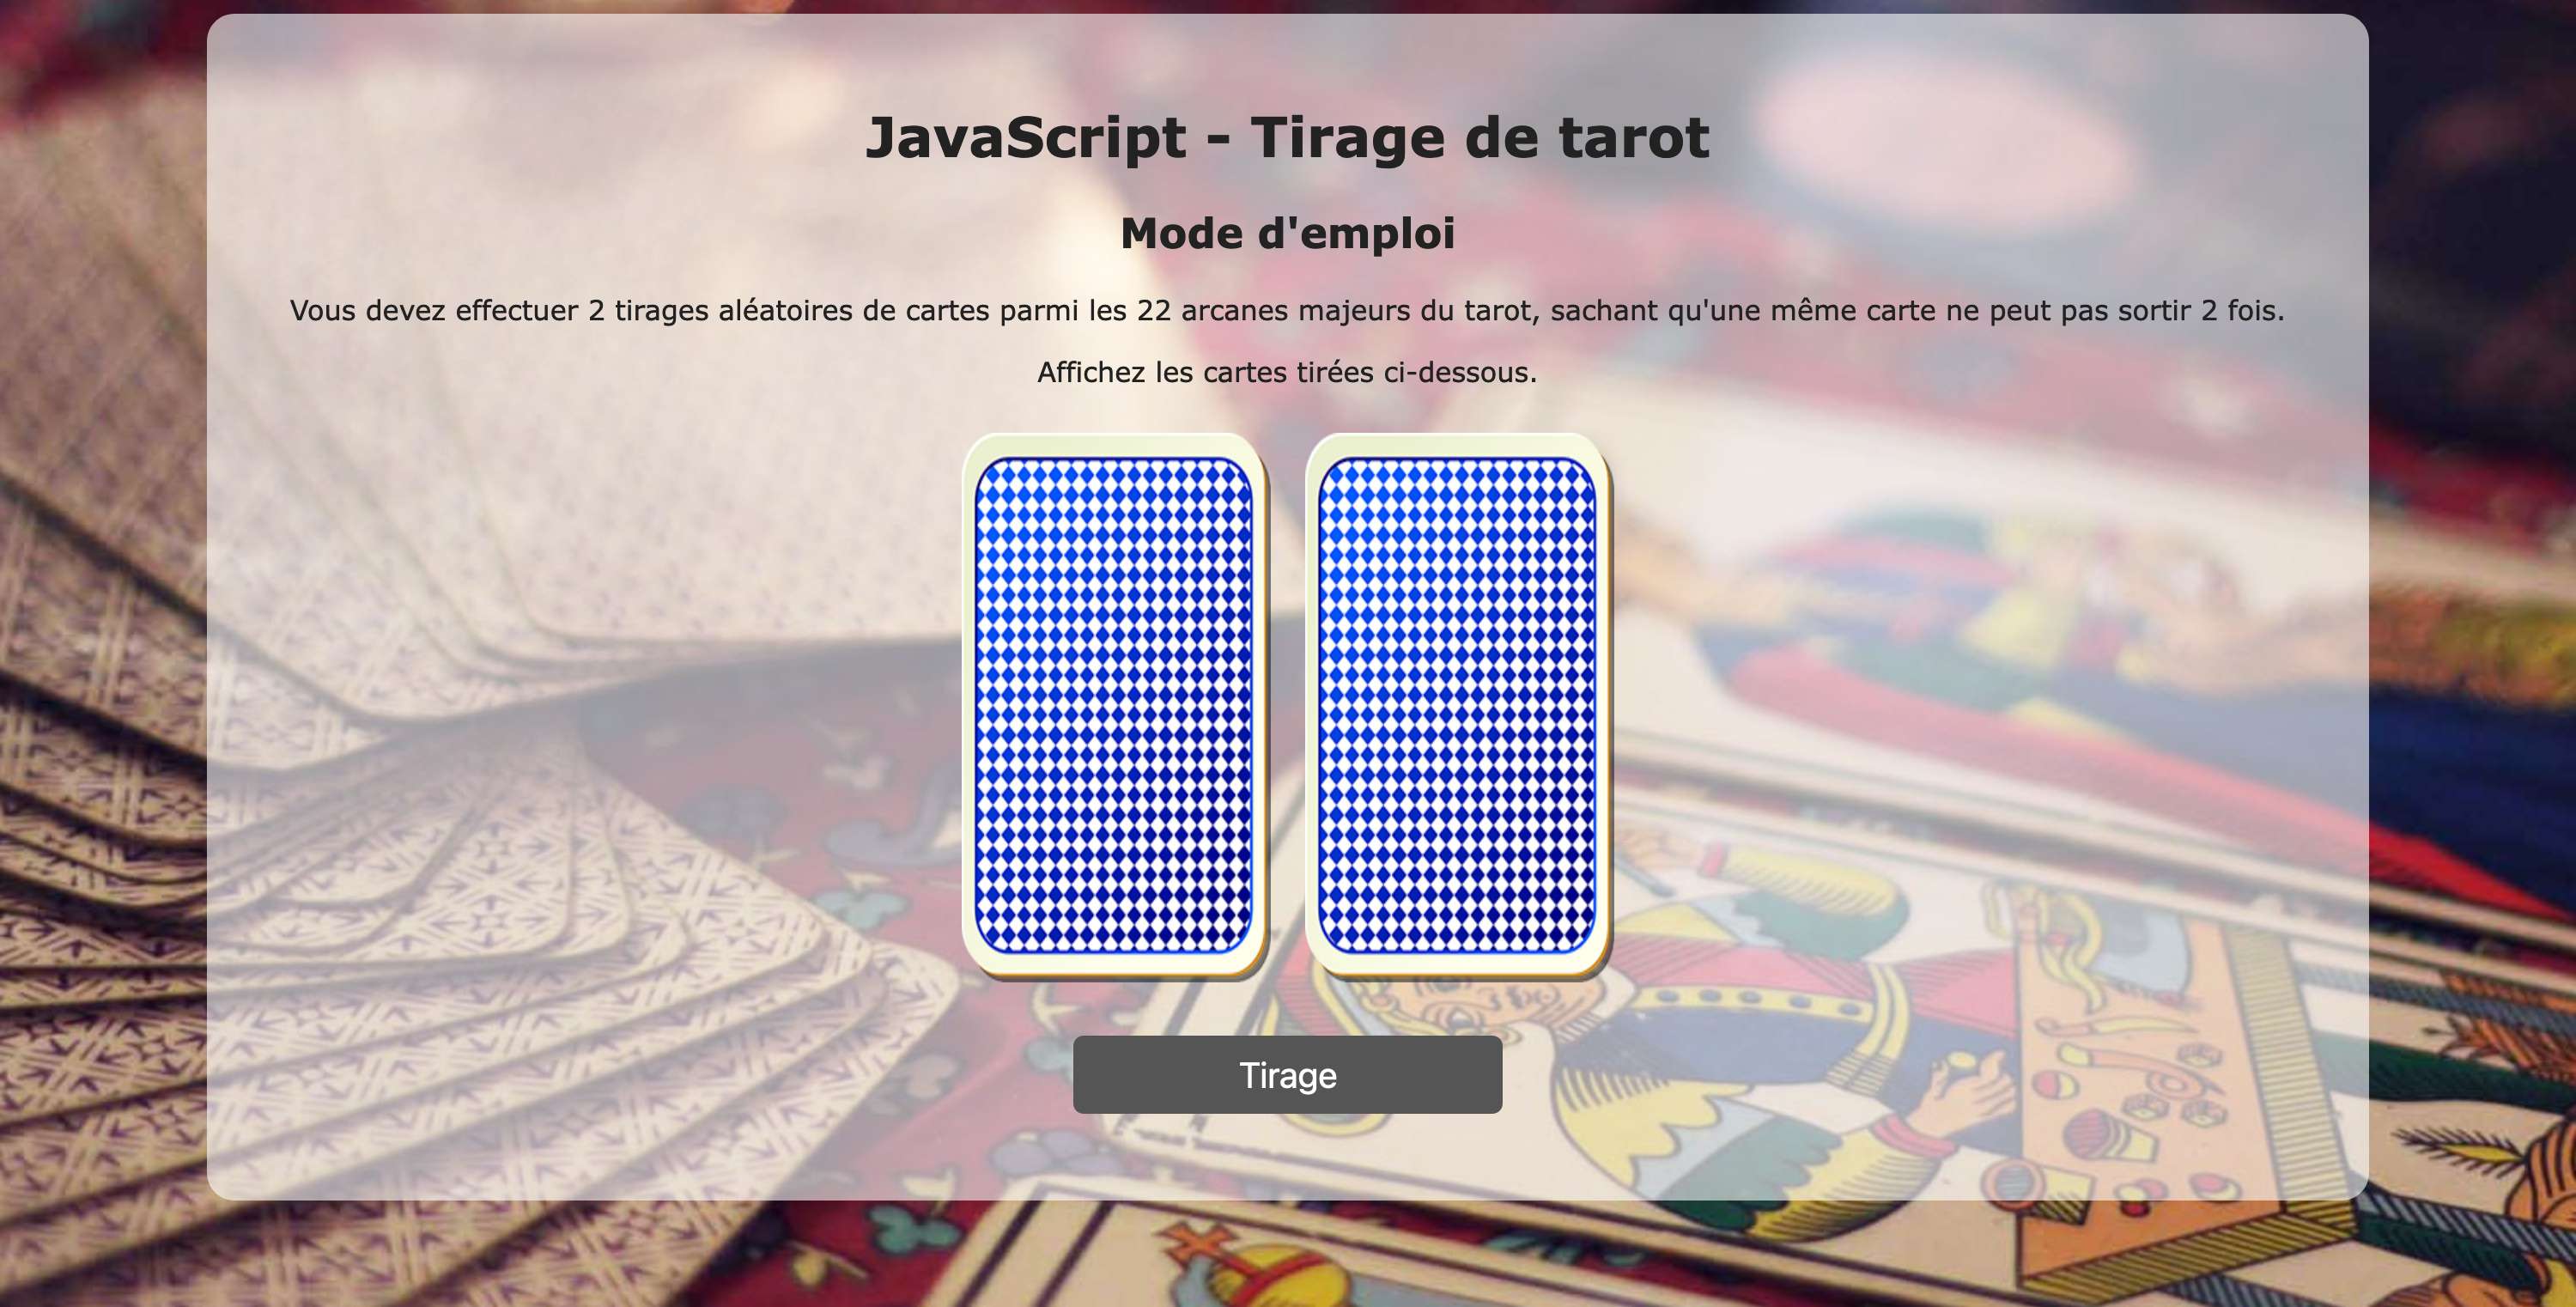 JavaScript - Tirage de tarot
Mode d'emploi
Vous devez effectuer 2 tirages aléatoires de cartes parmi les 22 arcanes majeurs du tarot, sachant qu'une même carte ne peut pas sortir 2 fois.
Affichez les cartes tirées ci-dessous.
Tirage